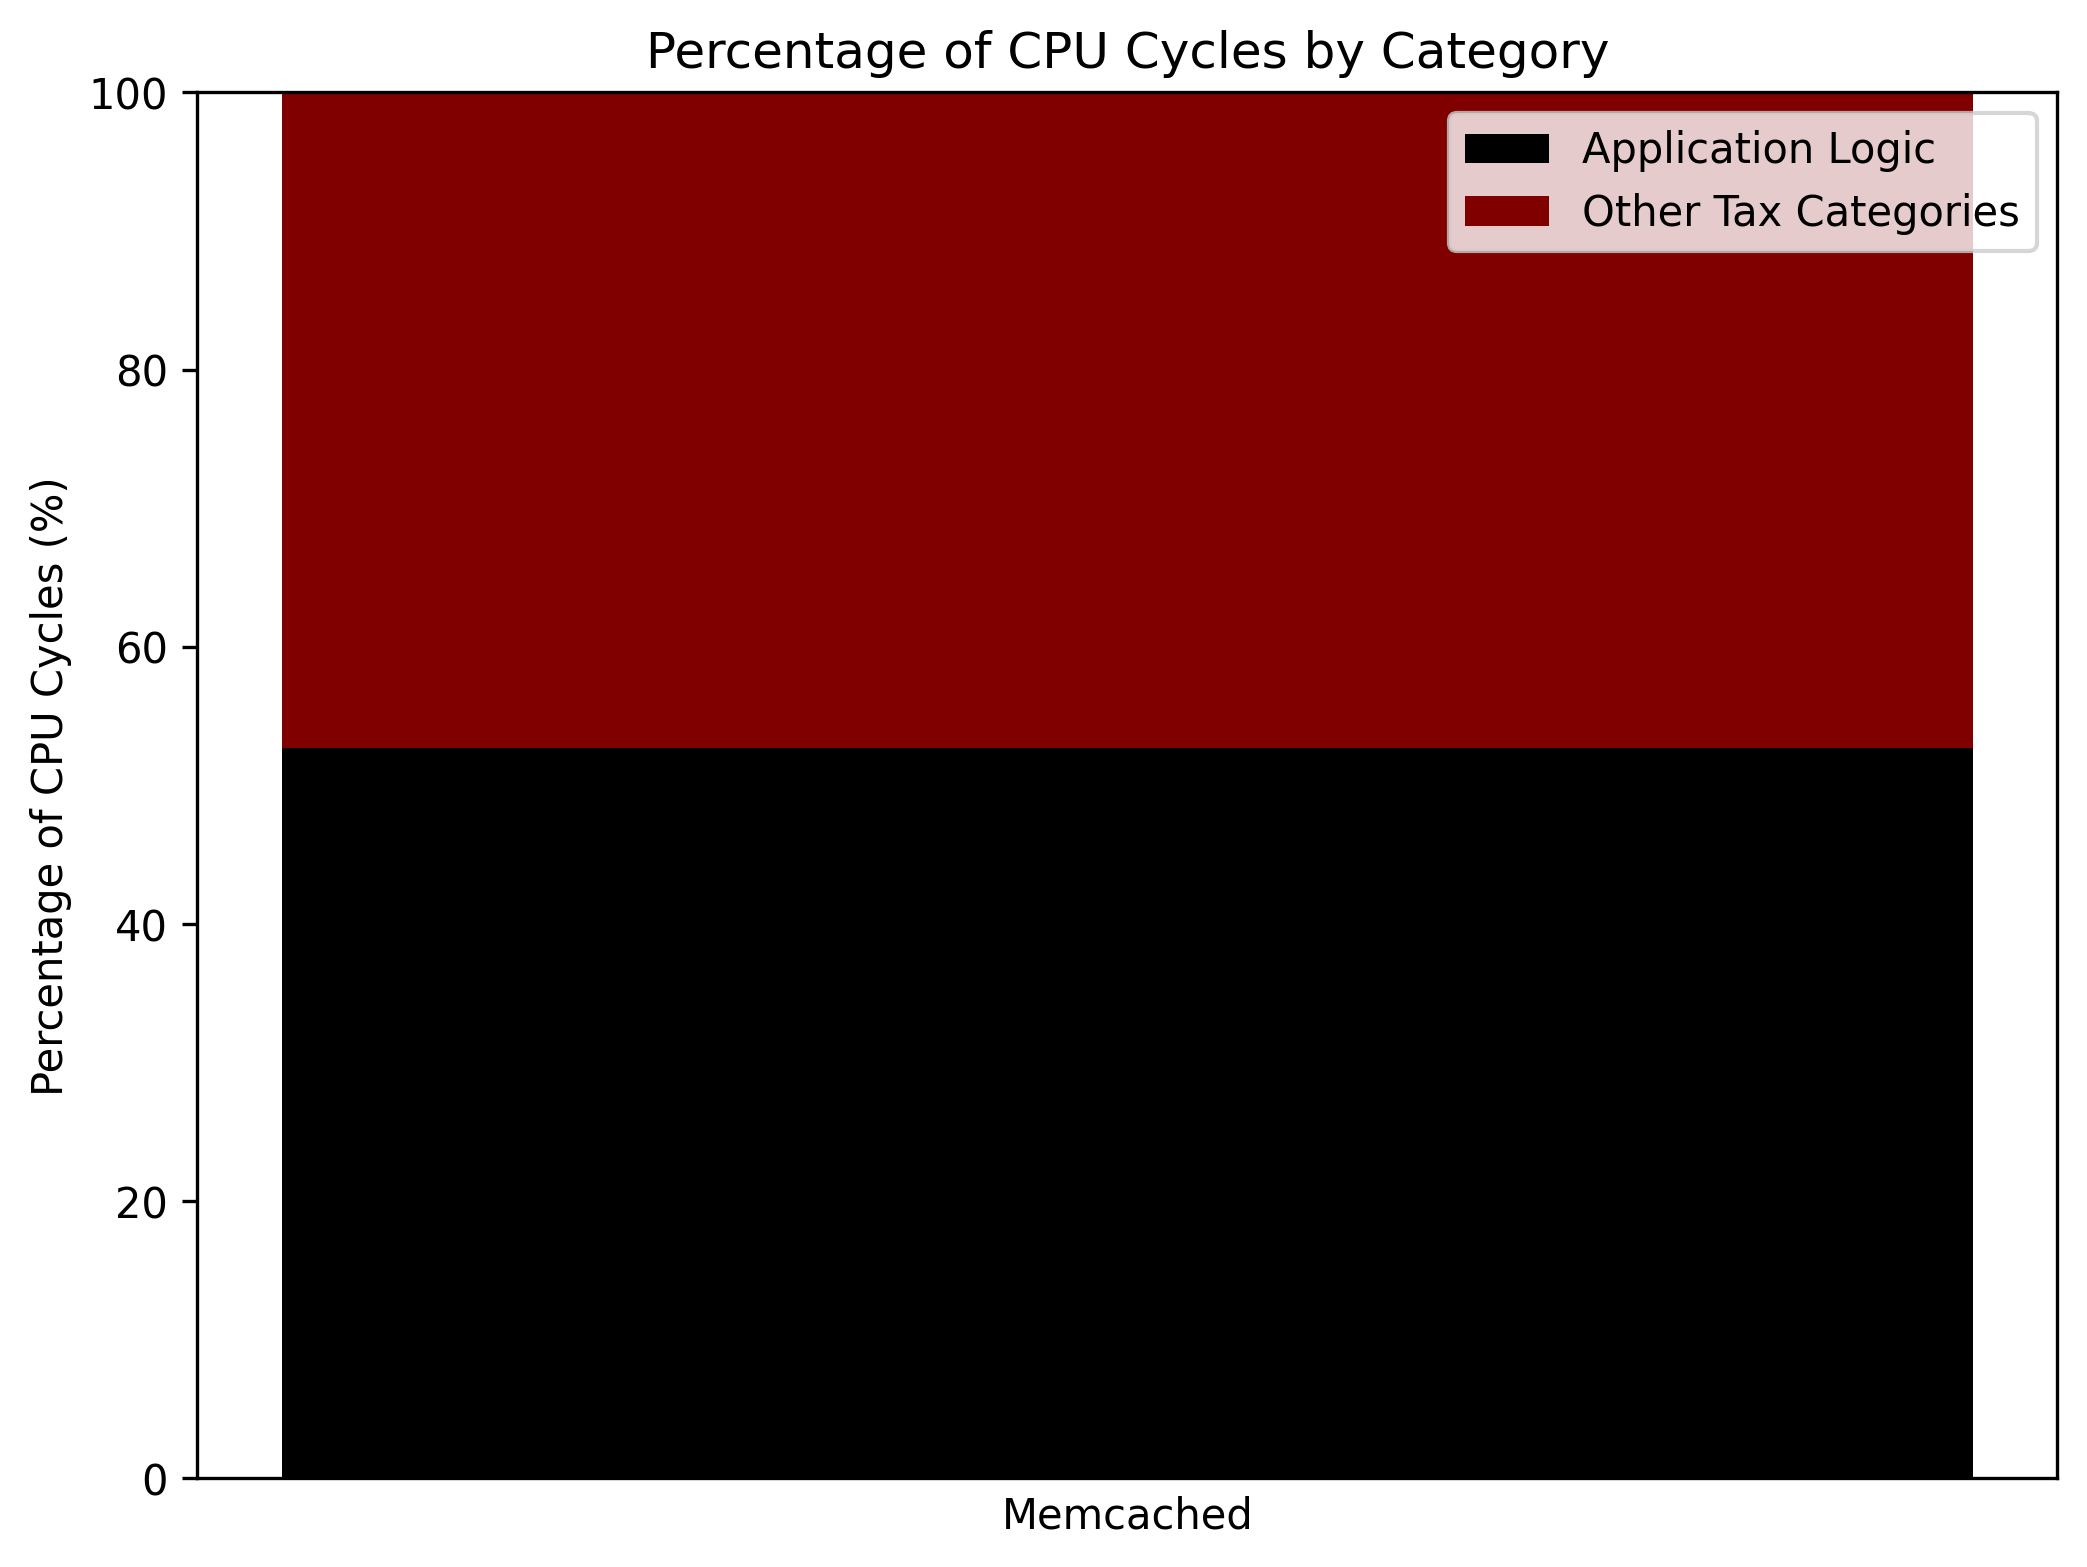 Percentage of CPU Cycles by Category
Percentage of CPU Cycles (%)
100
80
60
40
20
0
Application Logic
Other Tax Categories
Memcached